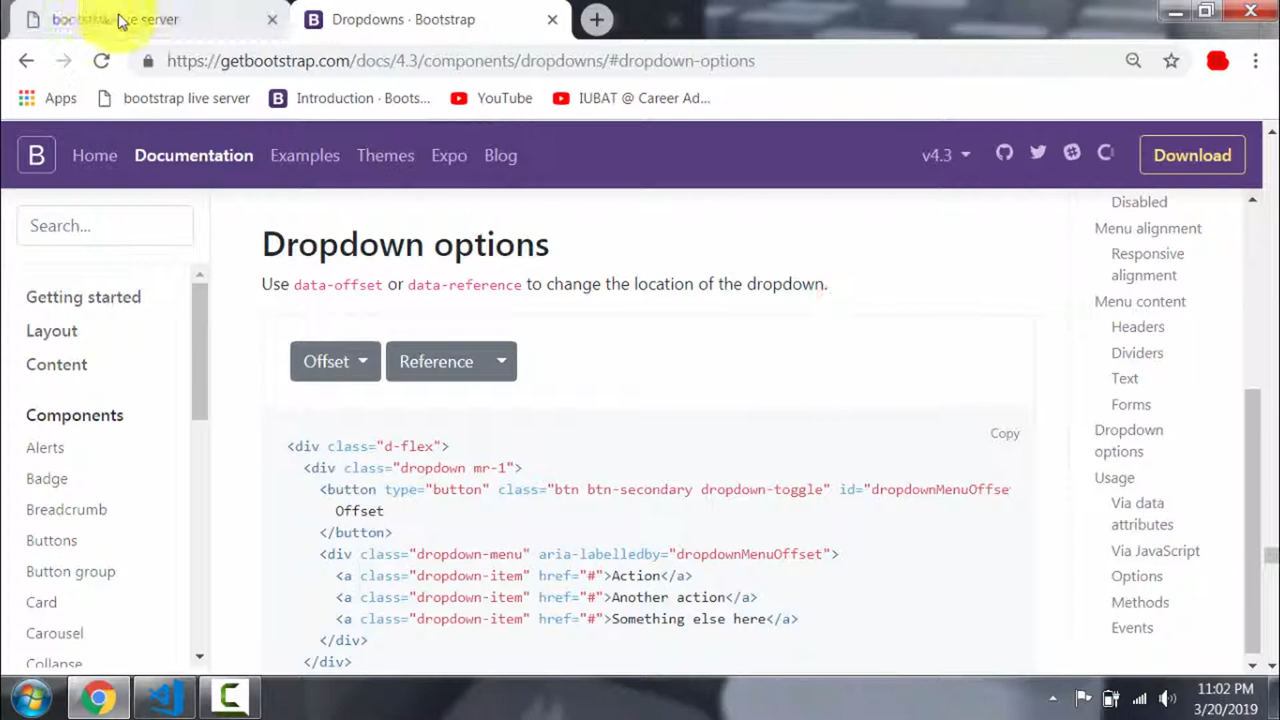 bootstrap live server
Dropdowns · Bootstrap
https://getbootstrap.com/docs/4.3/components/dropdowns/#dropdown-options
Apps
bootstrap live server
Introduction · Boots...
YouTube
IUBAT @ Career Ad...
B
Home
Documentation
Examples
Themes
Expo
Blog
v4.3
Download
Search...
Getting started
Layout
Content
Components
Alerts
Badge
Breadcrumb
Buttons
Button group
Card
Carousel
Collapse
Dropdown options
Use data-offset or data-reference to change the location of the dropdown.
Offset
Reference
Copy
<div class="d-flex">
<div class="dropdown mr-1">
<button type="button" class="btn btn-secondary dropdown-toggle" id="dropdownMenuOffse
Offset
</button>
<div class="dropdown-menu" aria-labelledby="dropdownMenuOffset">
<a class="dropdown-item" href="#">Action</a>
<a class="dropdown-item" href="#">Another action</a>
<a class="dropdown-item" href="#">Something else here</a>
</div>
</div>
Disabled
Menu alignment
Responsive
alignment
Menu content
Headers
Dividers
Text
Forms
Dropdown
options
Usage
Via data
attributes
Via JavaScript
Options
Methods
Events
11:02 PM
3/20/2019